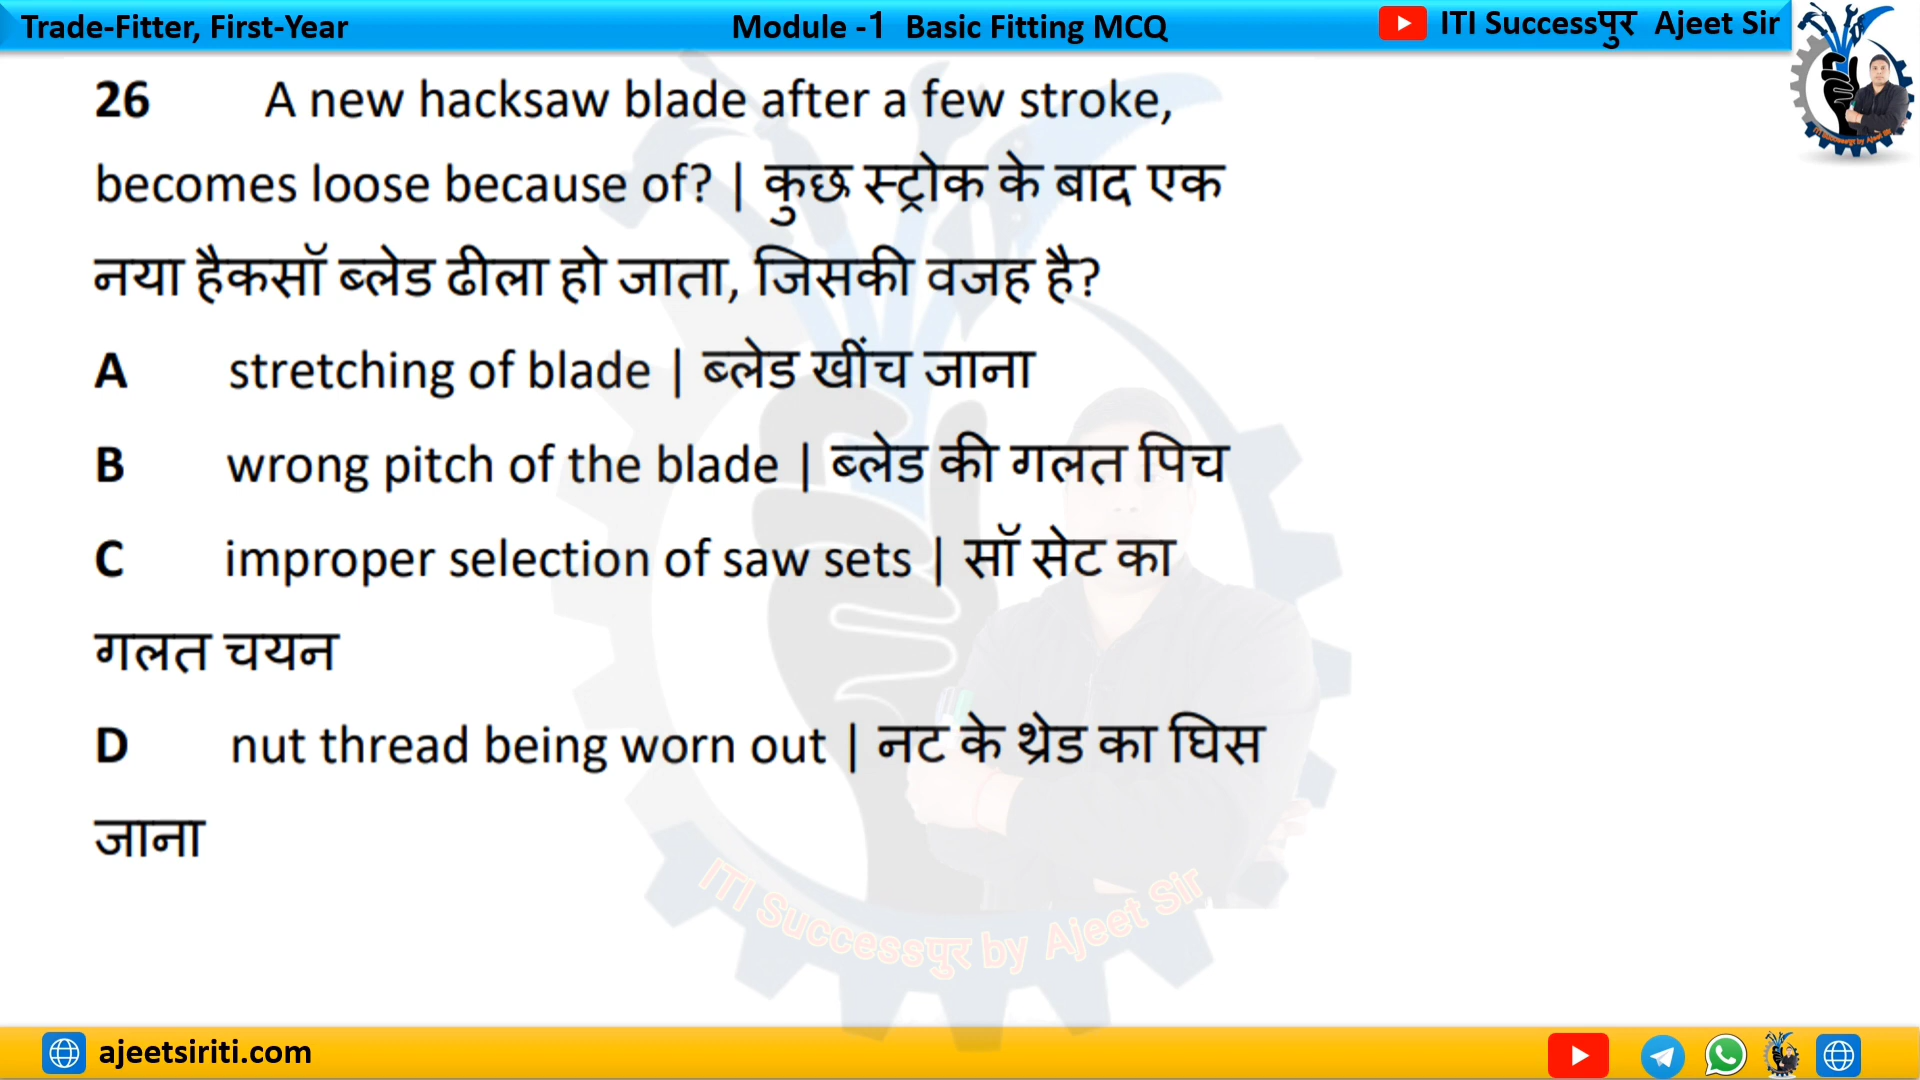 Trade-Fitter, First-Year
Module -1 Basic Fitting MCQ
ITI Successपुर Ajeet Sir
26 A new hacksaw blade after a few stroke,
becomes loose because of? | कुछ स्ट्रोक के बाद एक
नया हैकसॉ ब्लेड ढीला हो जाता, जिसकी वजह है?
A stretching of blade | ब्लेड खींच जाना
B wrong pitch of the blade | ब्लेड की गलत पिच
C improper selection of saw sets | सॉ सेट का
गलत चयन
D nut thread being worn out | नट के थ्रेड का घिस
जाना
ITI Successपुर by Ajeet Sir
ajeetsiriti.com